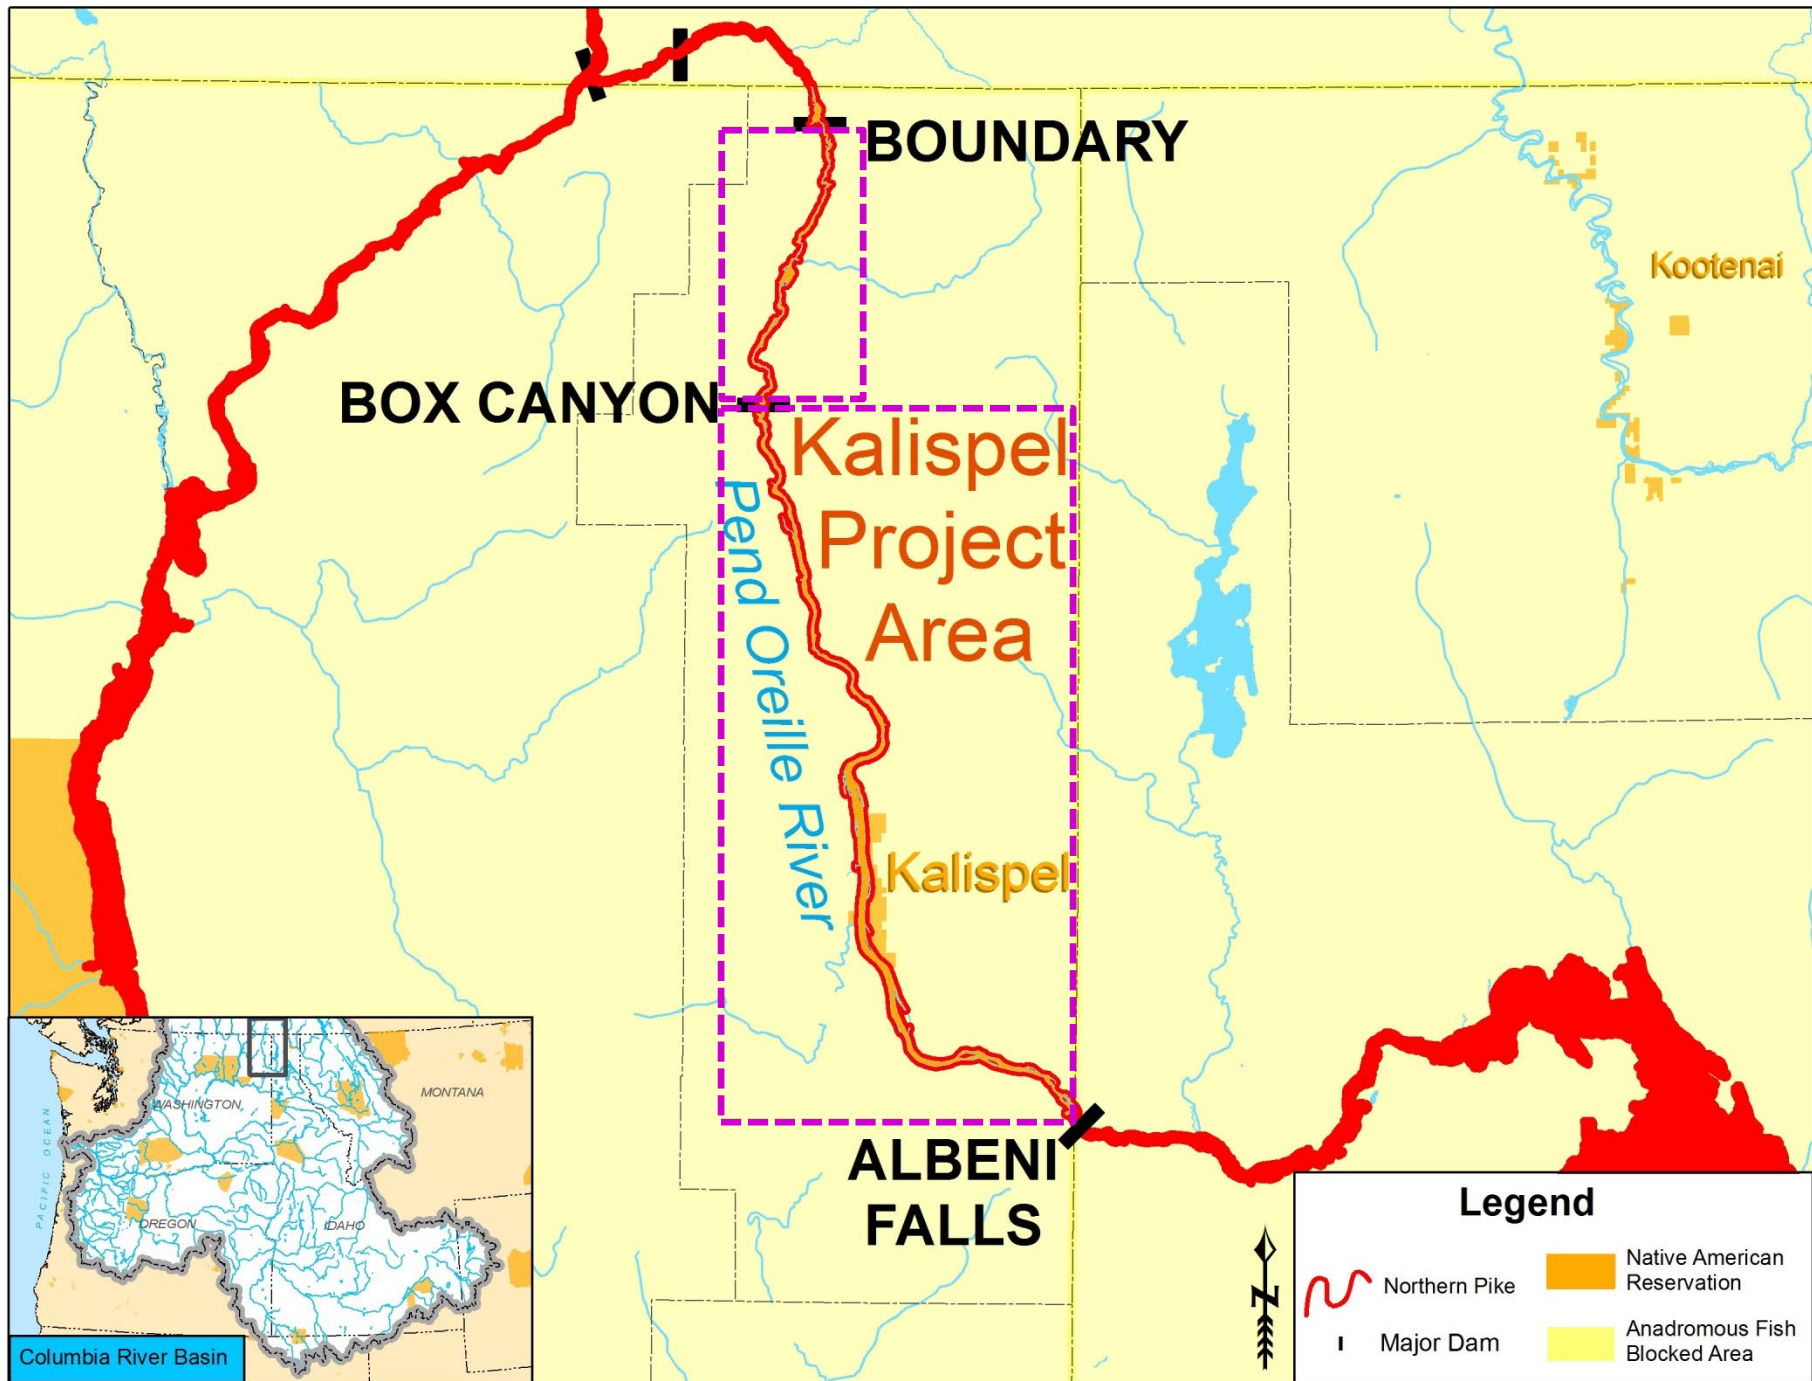 BOUNDARY
Kootenai
BOX CANYON
Kalispel
Project
Area
Pend Oreille River
Kalispel
ALBENI
FALLS
PACIFIC OCEAN
WASHINGTON
MONTANA
OREGON
IDAHO
Columbia River Basin
N
Legend
Northern Pike
Major Dam
Native American
Reservation
Anadromous Fish
Blocked Area